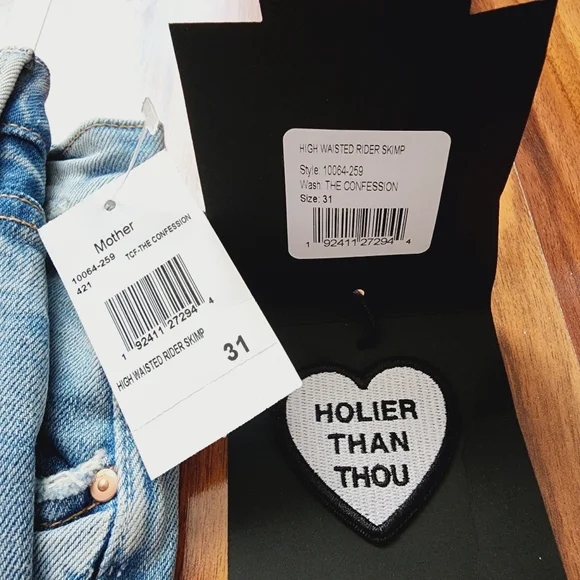 Mother
10064-259 TCF-THE CONFESSION
421
1 92411 27294 4
HIGH WAISTED RIDER SKIMP
31
HIGH WAISTED RIDER SKIMP
Style: 10064-259
Wash: THE CONFESSION
Size: 31
1 92411 27294 4
HOLIER
THAN
THOU